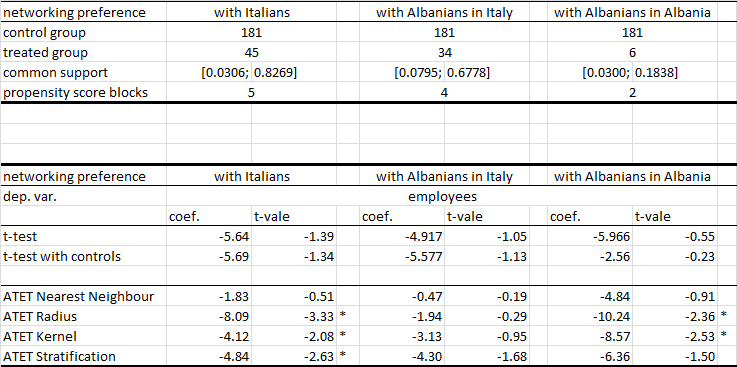 networking preference with Italians with Albanians in Italy with Albanians in Albania
control group 181 181 181
treated group 45 34 6
common support [0.0306; 0.8269] [0.0795; 0.6778] [0.0300; 0.1838]
propensity score blocks 5 4 2
networking preference with Italians with Albanians in Italy with Albanians in Albania
dep. var. employees
coef. t-vale coef. t-vale coef. t-vale
t-test -5.64 -1.39 -4.917 -1.05 -5.966 -0.55
t-test with controls -5.69 -1.34 -5.577 -1.13 -2.56 -0.23
ATET Nearest Neighbour -1.83 -0.51 -0.47 -0.19 -4.84 -0.91
ATET Radius -8.09 -3.33 * -1.94 -0.29 -10.24 -2.36 *
ATET Kernel -4.12 -2.08 * -3.13 -0.95 -8.57 -2.53 *
ATET Stratification -4.84 -2.63 * -4.30 -1.68 -6.36 -1.50